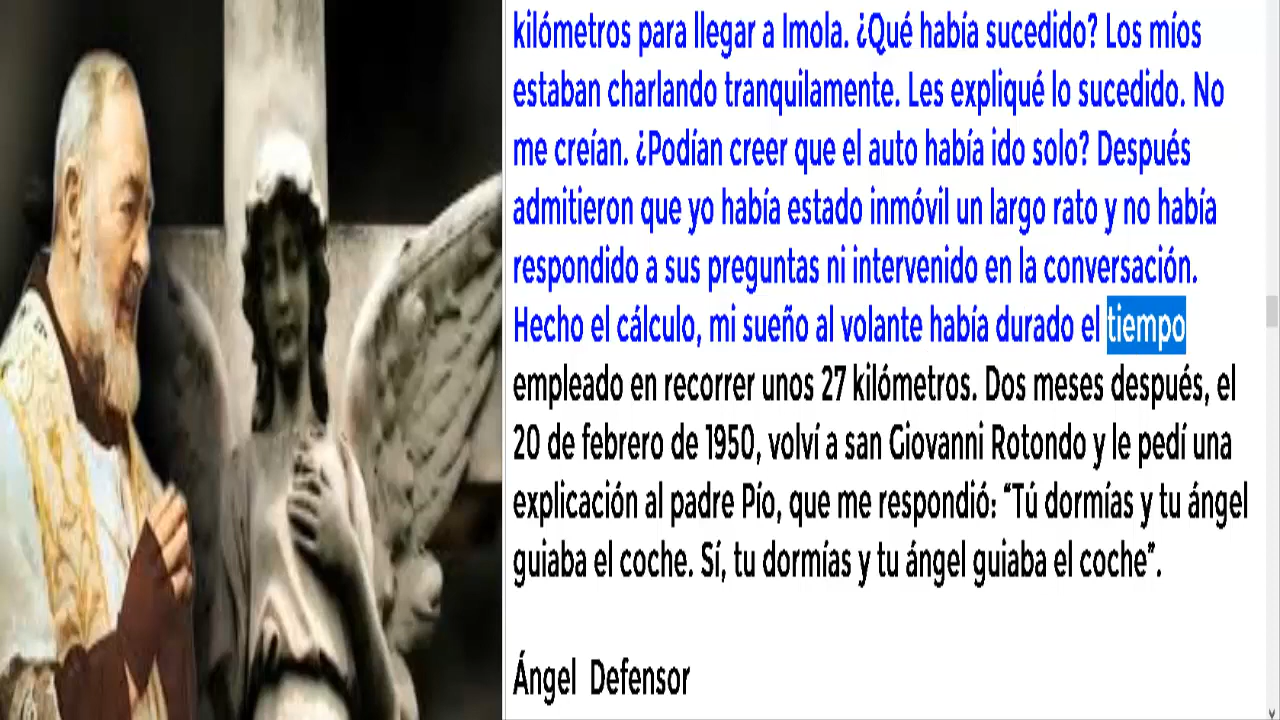 kilómetros para llegar a Imola. ¿Qué había sucedido? Los míos
estaban charlando tranquilamente. Les expliqué lo sucedido. No
me creían. ¿Podían creer que el auto había ido solo? Después
admitieron que yo había estado inmóvil un largo rato y no había
respondido a sus preguntas ni intervenido en la conversación.
Hecho el cálculo, mi sueño al volante había durado el tiempo
empleado en recorrer unos 27 kilómetros. Dos meses después, el
20 de febrero de 1950, volví a san Giovanni Rotondo y le pedí una
explicación al padre Pío, que me respondió: “Tú dormías y tu ángel
guiaba el coche. Sí, tu dormías y tu ángel guiaba el coche”.
Ángel Defensor